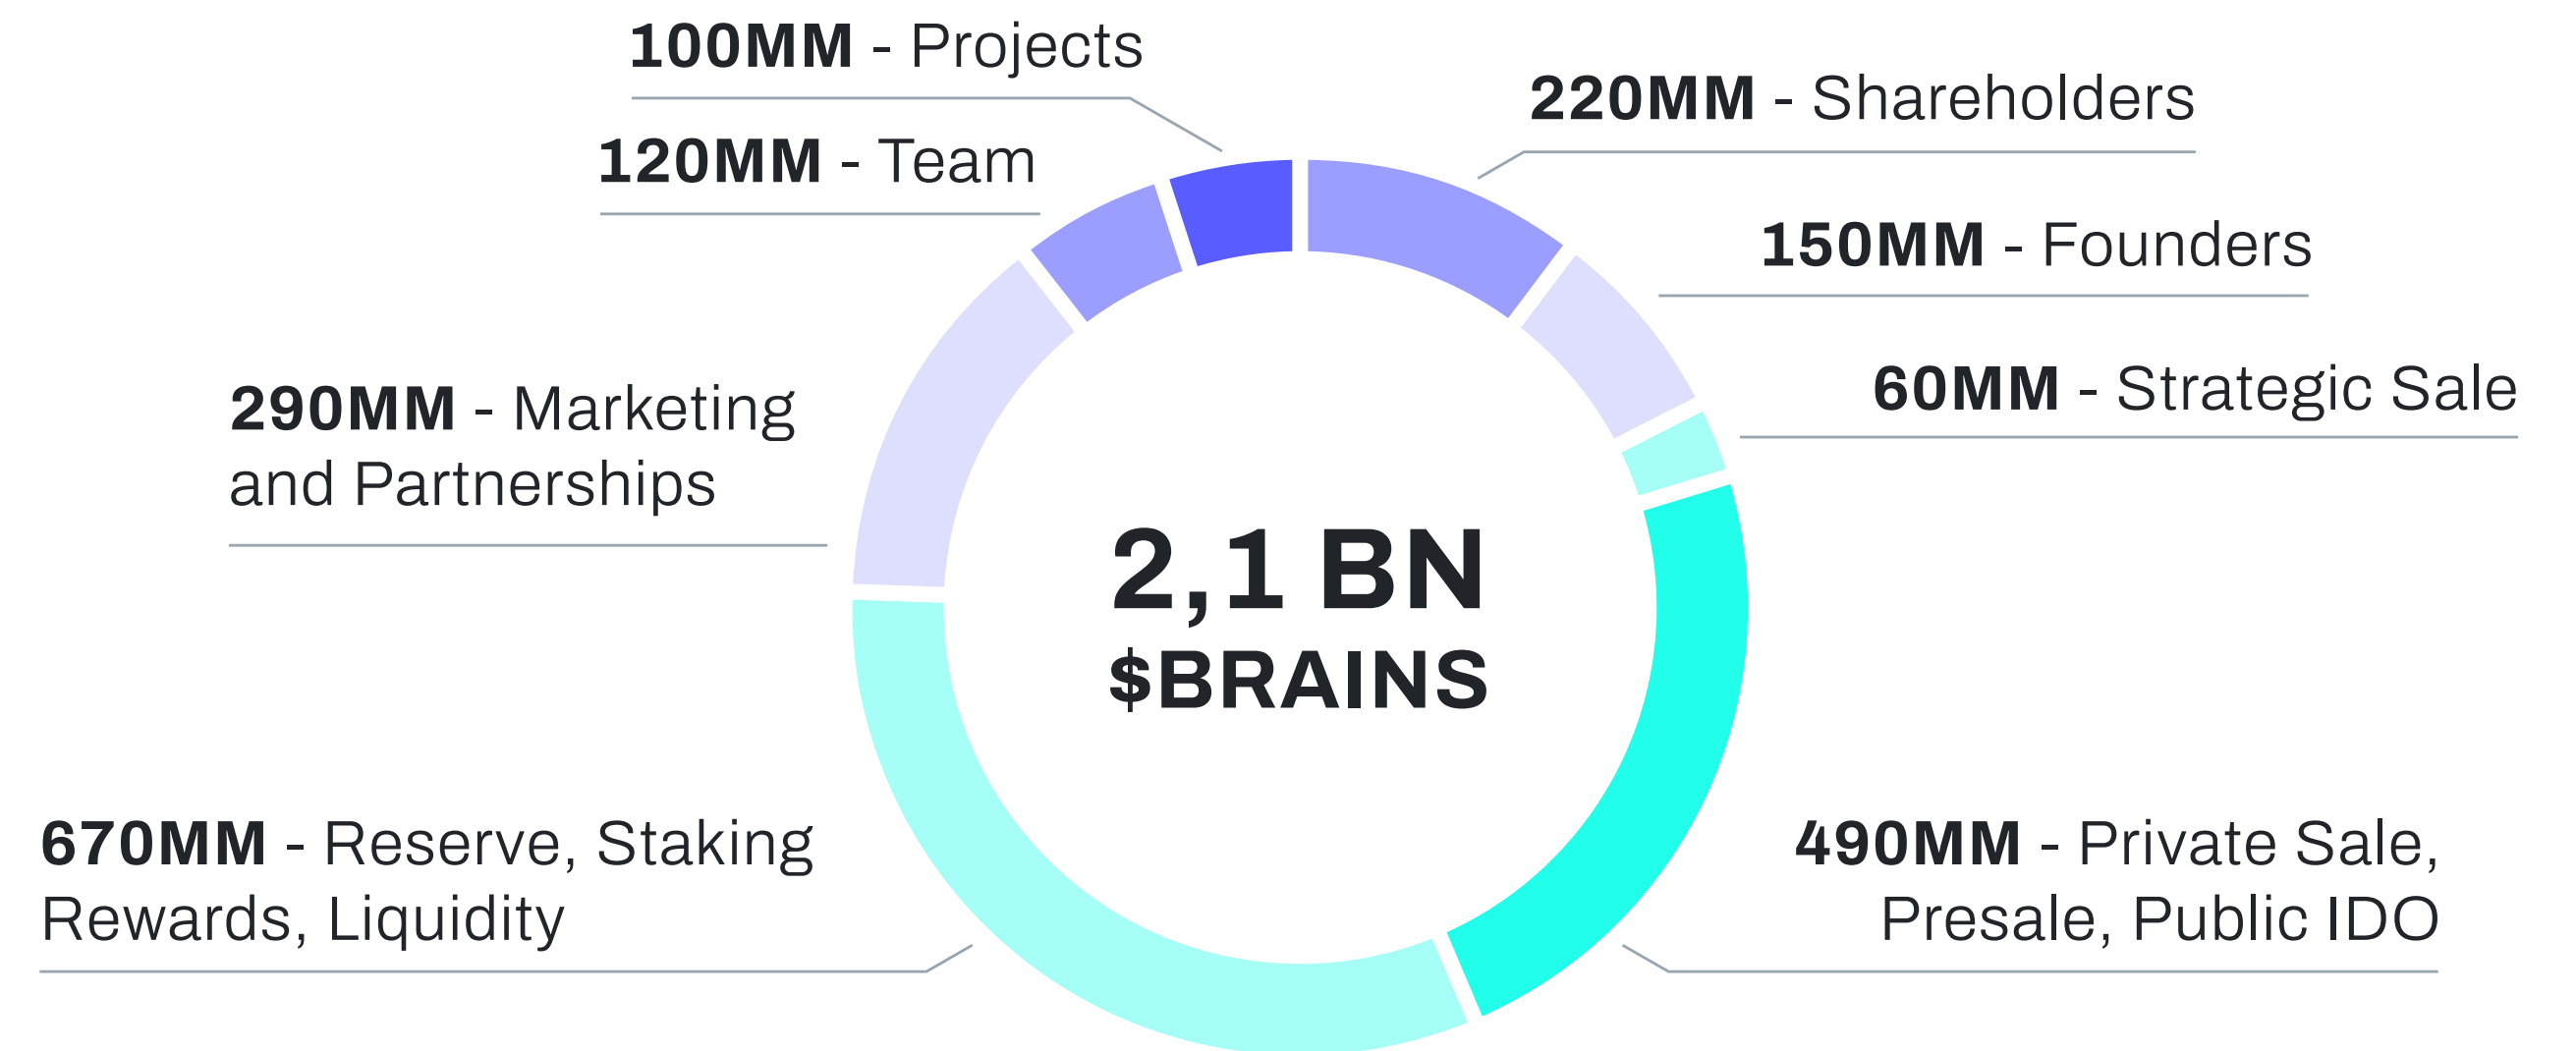 100MM - Projects
120MM - Team
290MM - Marketing
and Partnerships
670MM - Reserve, Staking
Rewards, Liquidity
2,1 BN
$BRAINS
220MM - Shareholders
150MM - Founders
60MM - Strategic Sale
490MM - Private Sale,
Presale, Public IDO